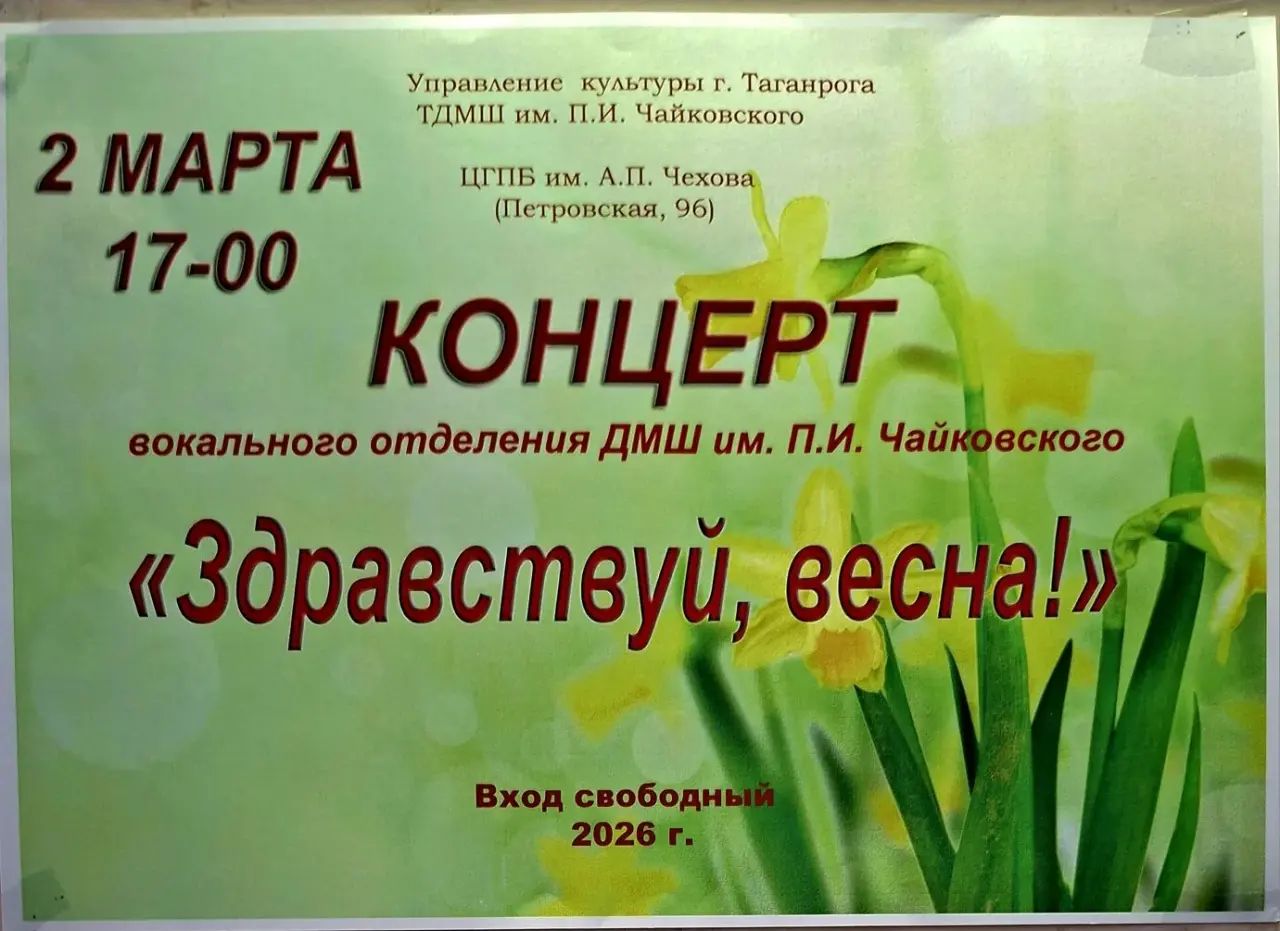 Управление культуры г. Таганрога
ТДМШ им. П.И. Чайковского
ЦГПБ им. А.П. Чехова
(Петровская, 96)
2 МАРТА
17-00
КОНЦЕРТ
вокального отделения ДМШ им. П.И. Чайковского
«Здравствуй, весна!»
Вход свободный
2026 г.